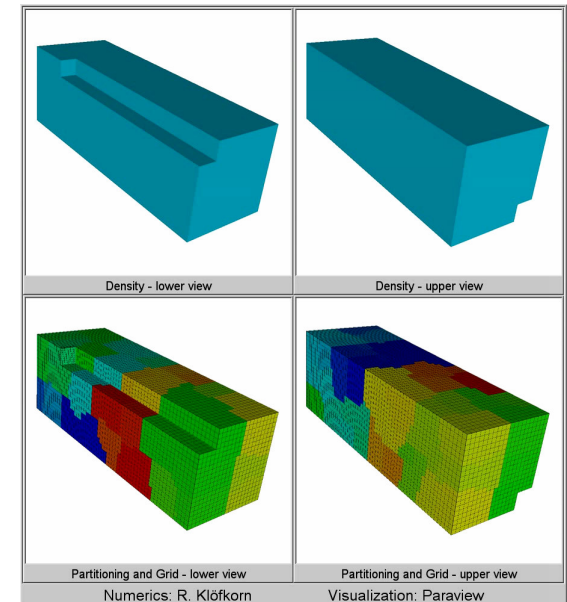 Density - lower view
Density - upper view
Partitioning and Grid - lower view
Partitioning and Grid - upper view
Numerics: R. Klöfkorn
Visualization: Paraview